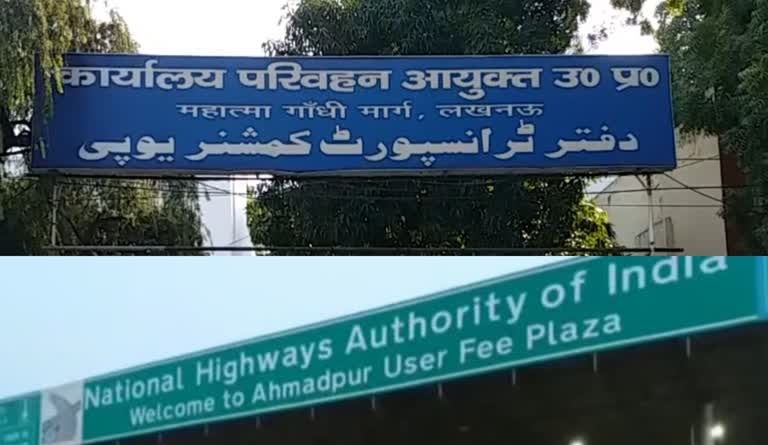 कार्यालय परिवहन आयुक्त उ० प्र०
महात्मा गाँधी मार्ग, लखनऊ
دفتر ٹرانسپورٹ کمشنر یوپی
National Highways Authority of India
Welcome to Ahmadpur User Fee Plaza